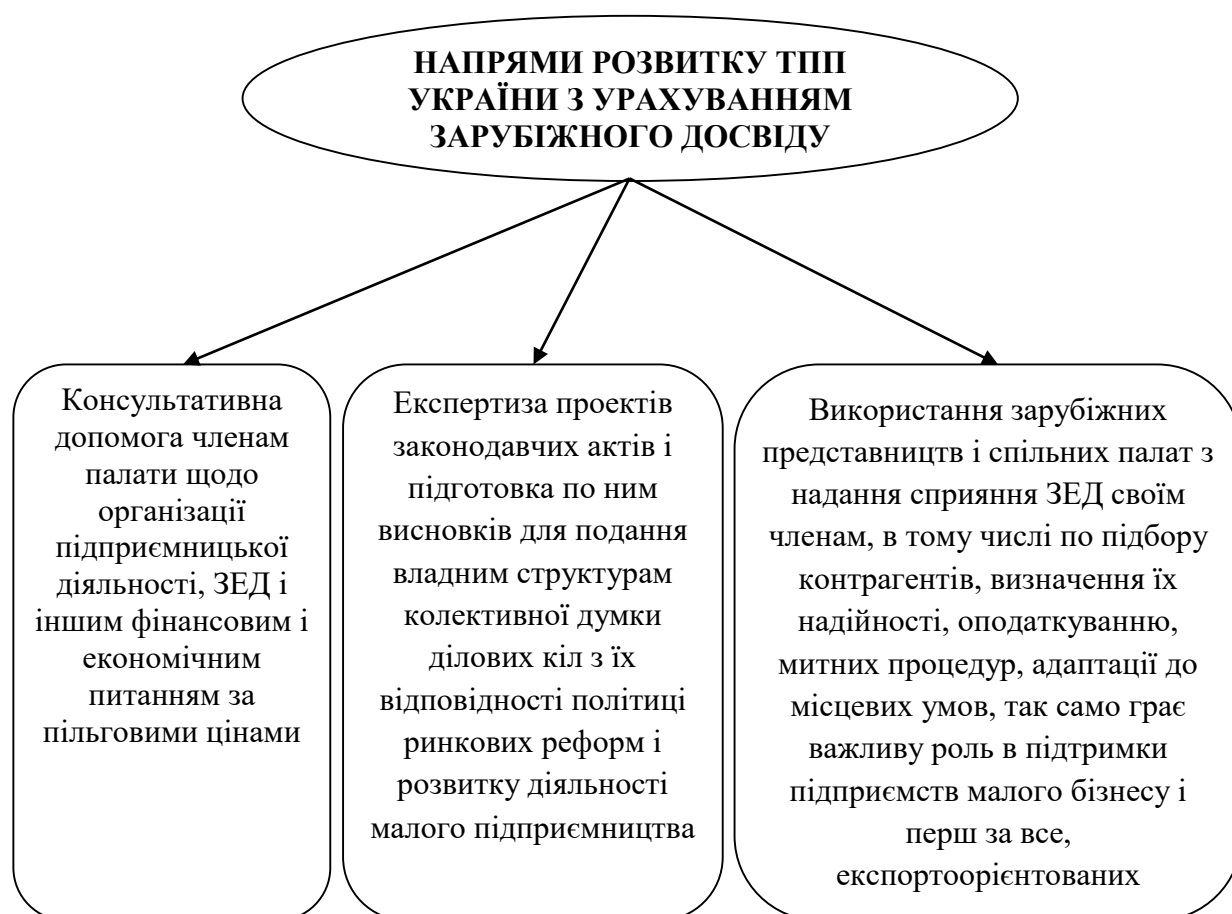 НАПРЯМИ РОЗВИТКУ ТПП
УКРАЇНИ З УРАХУВАННЯМ
ЗАРУБІЖНОГО ДОСВІДУ
Консультативна
допомога членам
палати щодо
організації
підприємницької
діяльності, ЗЕД і
іншим фінансовим і
економічним
питанням за
пільговими цінами
Експертиза проектів
законодавчих актів і
підготовка по ним
висновків для подання
владним структурам
колективної думки
ділових кіл з їх
відповідності політиці
ринкових реформ і
розвитку діяльності
малого підприємництва
Використання зарубіжних
представництв і спільних палат з
надання сприяння ЗЕД своїм
членам, в тому числі по підбору
контрагентів, визначення їх
надійності, оподаткуванню,
митних процедур, адаптації до
місцевих умов, так само грає
важливу роль в підтримки
підприємств малого бізнесу і
перш за все,
експортоорієнтованих